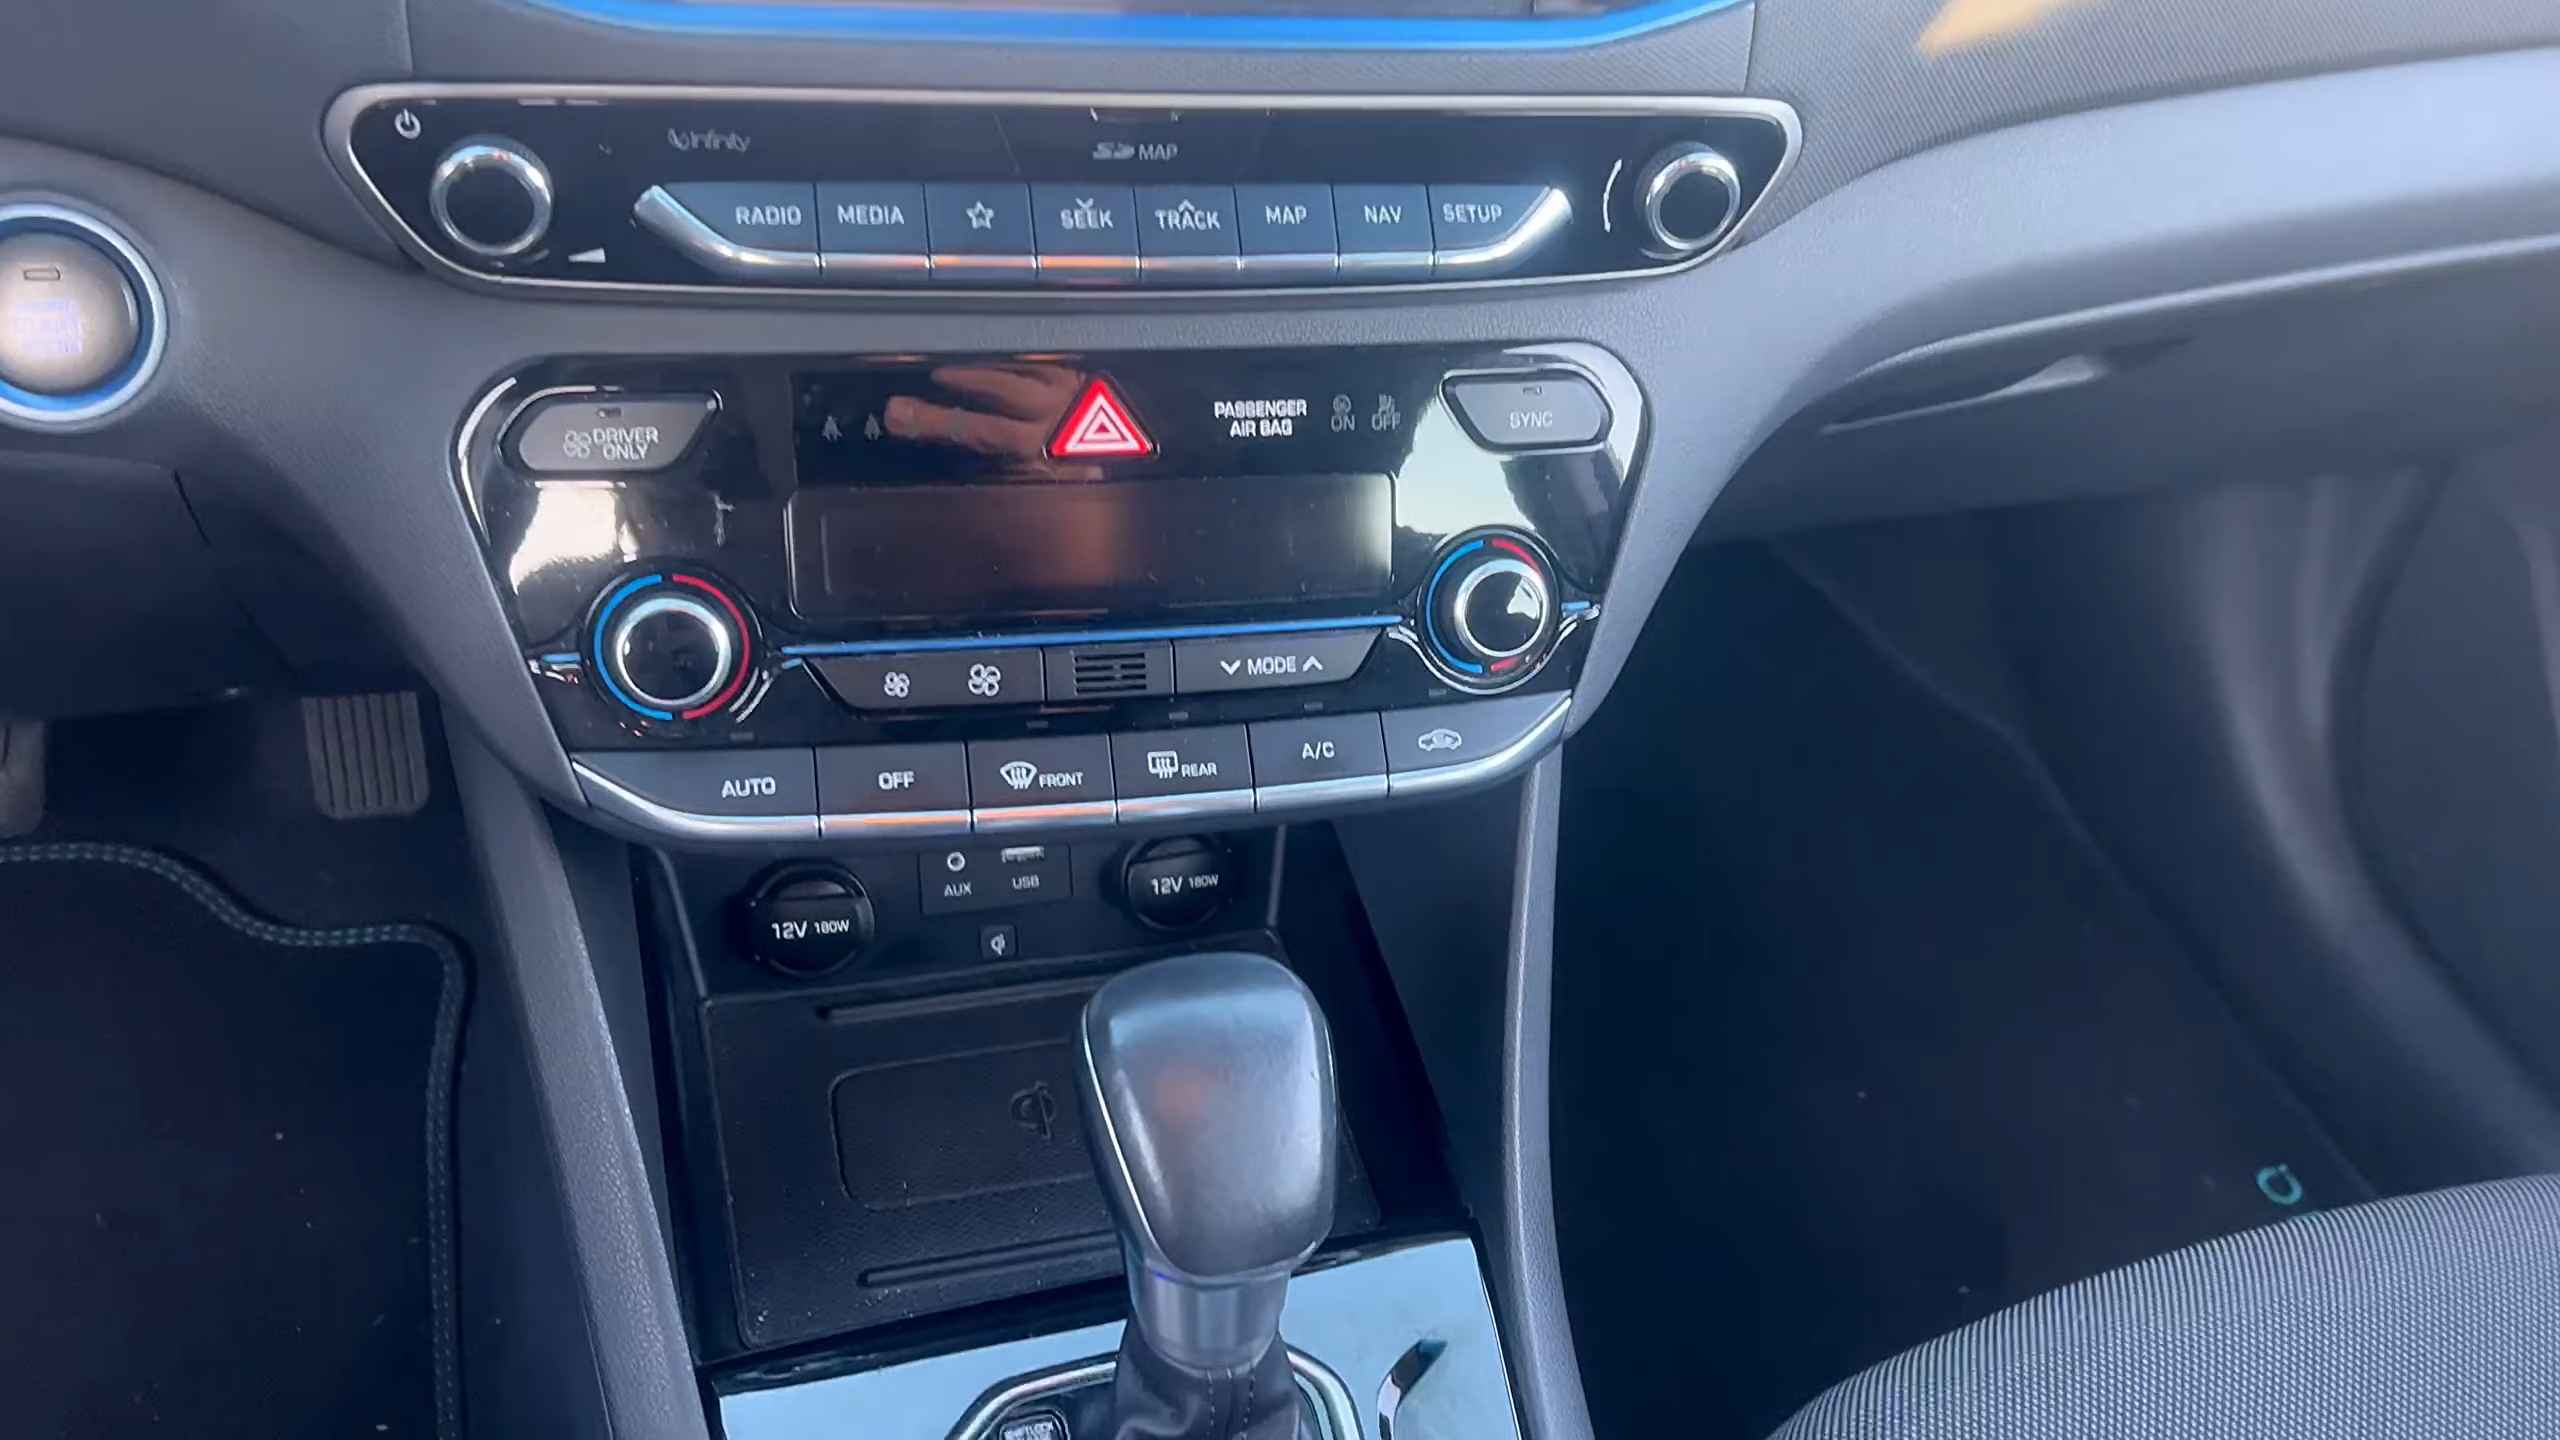 Infinity
SD MAP
RADIO
MEDIA
SEEK
TRACK
MAP
NAV
SETUP
DRIVER
ONLY
PASSENGER
AIR BAG
ON
OFF
SYNC
MODE
AUTO
OFF
FRONT
REAR
A/C
AUX
USB
12V 180W
12V 180W